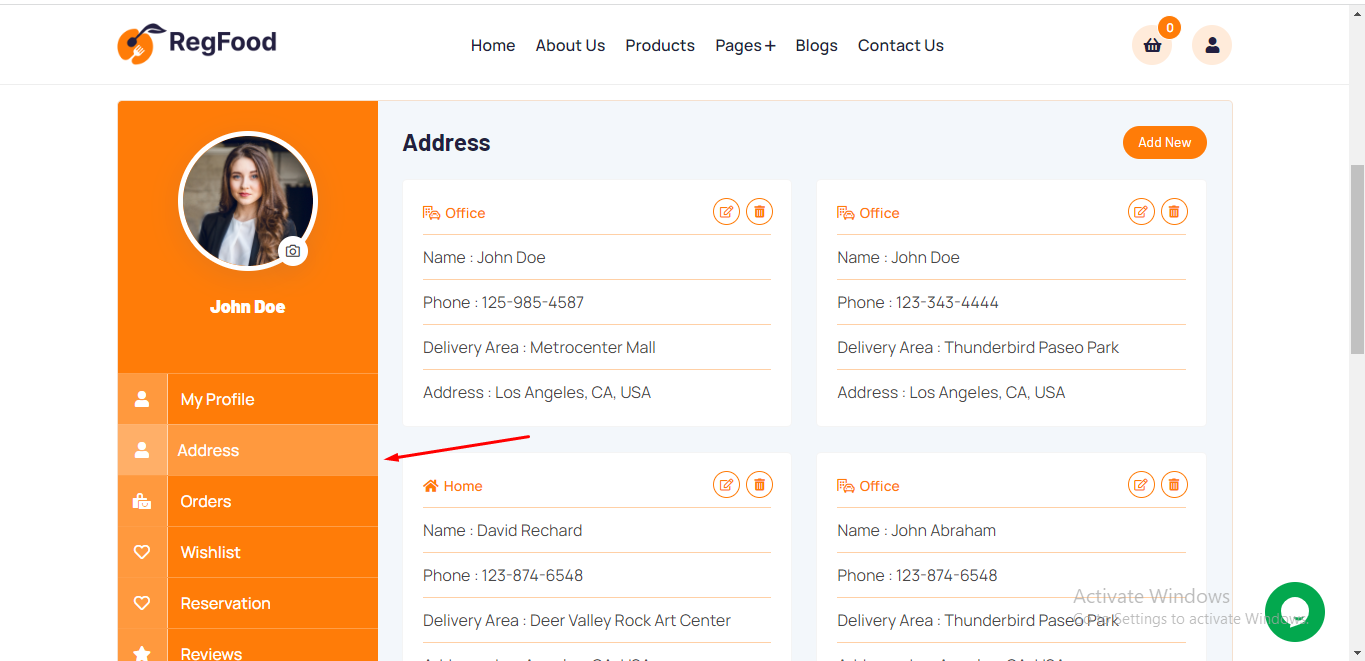 RegFood
Home About Us Products Pages+ Blogs Contact Us
0
John Doe
My Profile
Address
Orders
Wishlist
Reservation
Reviews
Address
Add New
Office
Name : John Doe
Phone : 125-985-4587
Delivery Area : Metrocenter Mall
Address : Los Angeles, CA, USA
Office
Name : John Doe
Phone : 123-343-4444
Delivery Area : Thunderbird Paseo Park
Address : Los Angeles, CA, USA
Home
Name : David Rechard
Phone : 123-874-6548
Delivery Area : Deer Valley Rock Art Center
Office
Name : John Abraham
Phone : 123-874-6548
Delivery Area : Thunderbird Paseo Park
Activate Windows
Go to Settings to activate Windows.